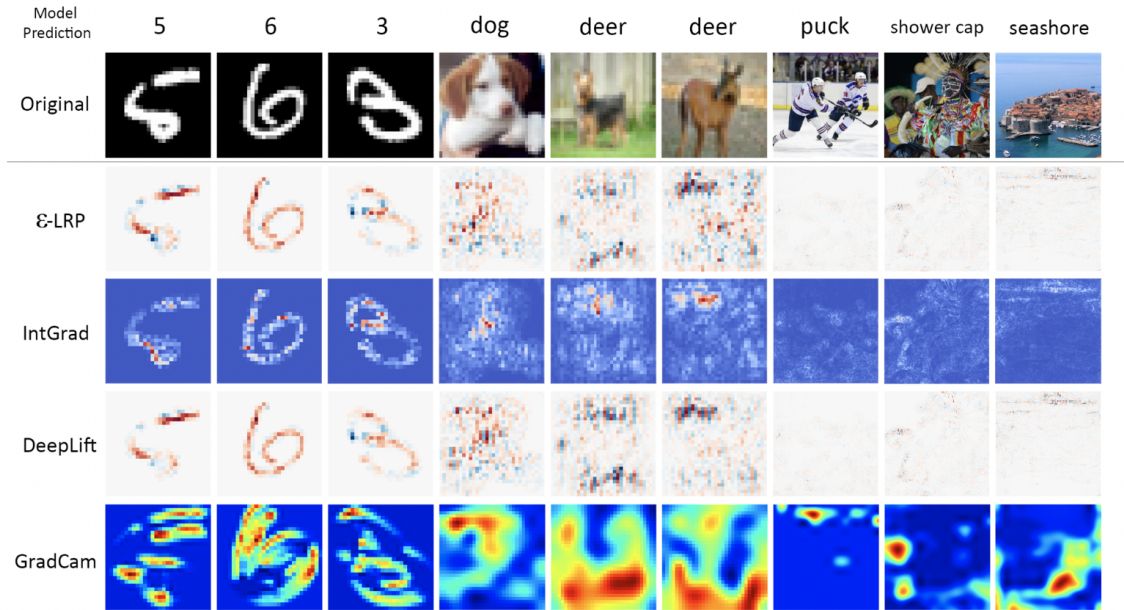 Model
Prediction
5 6 3 dog deer deer puck shower cap seashore
Original
Ɛ-LRP
IntGrad
DeepLift
GradCam